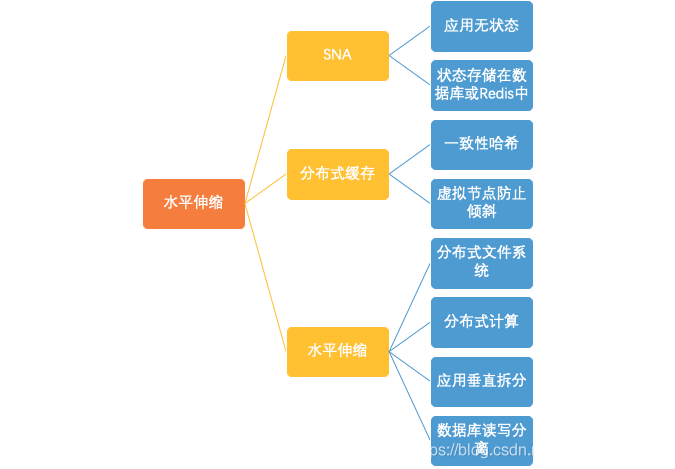 水平伸缩
SNA
应用无状态
状态存储在数
据库或Redis中
分布式缓存
一致性哈希
虚拟节点防止
倾斜
水平伸缩
分布式文件系
统
分布式计算
应用垂直拆分
数据库读写分
离
ps://blog.csdn.n